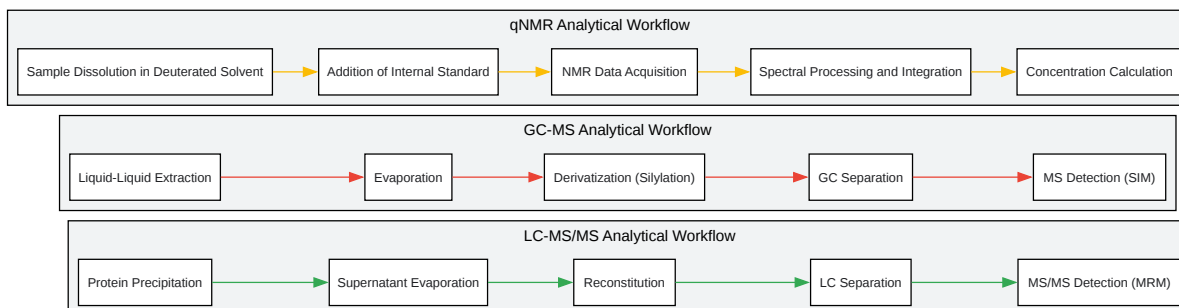 qNMR Analytical Workflow
Sample Dissolution in Deuterated Solvent
Addition of Internal Standard
NMR Data Acquisition
Spectral Processing and Integration
Concentration Calculation
GC-MS Analytical Workflow
Liquid-Liquid Extraction
Evaporation
Derivatization (Silylation)
GC Separation
MS Detection (SIM)
LC-MS/MS Analytical Workflow
Protein Precipitation
Supernatant Evaporation
Reconstitution
LC Separation
MS/MS Detection (MRM)